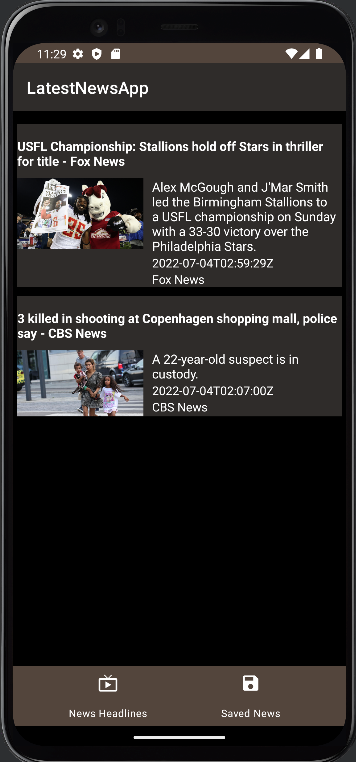 11:29
LatestNewsApp
USFL Championship: Stallions hold off Stars in thriller
for title - Fox News
Alex McGough and J'Mar Smith
led the Birmingham Stallions to
a USFL championship on Sunday
with a 33-30 victory over the
Philadelphia Stars.
2022-07-04T02:59:29Z
Fox News
3 killed in shooting at Copenhagen shopping mall, police
say - CBS News
A 22-year-old suspect is in
custody.
2022-07-04T02:07:00Z
CBS News
News Headlines
Saved News